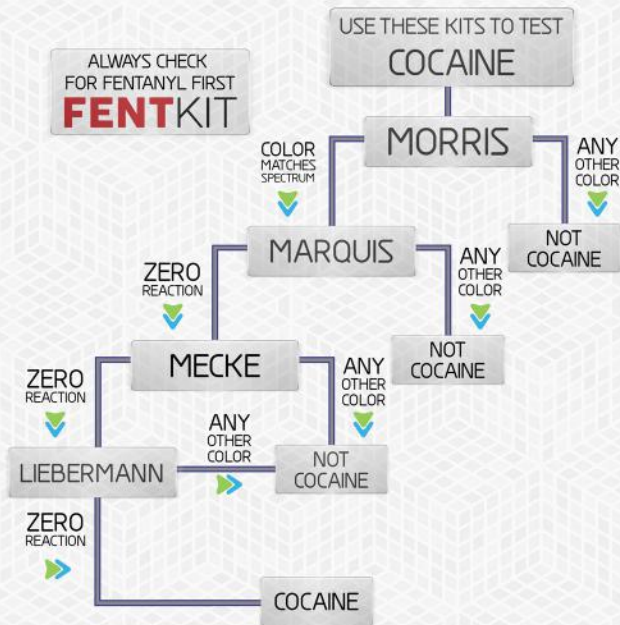 USE THESE KITS TO TEST
COCAINE
ALWAYS CHECK
FOR FENTANYL FIRST
FENTKIT
MORRIS
COLOR
MATCHES
SPECTRUM
ANY
OTHER
COLOR
NOT
COCAINE
MARQUIS
ZERO
REACTION
ANY
OTHER
COLOR
NOT
COCAINE
MECKE
ZERO
REACTION
ANY
OTHER
COLOR
NOT
COCAINE
LIEBERMANN
ANY
OTHER
COLOR
ZERO
REACTION
COCAINE